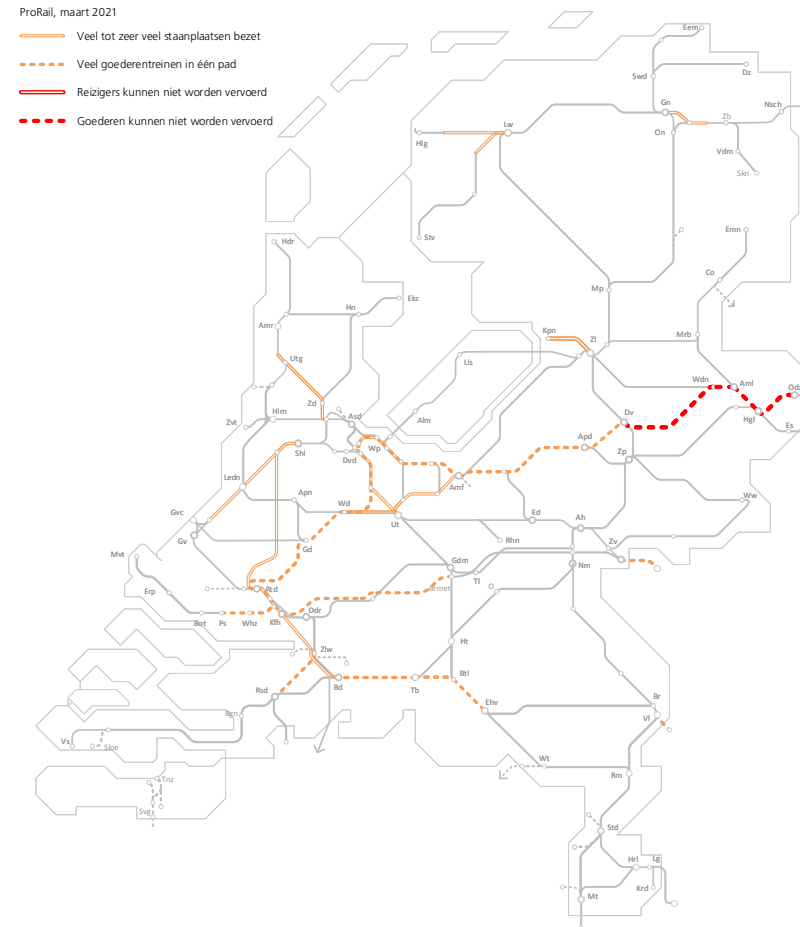 ProRail, maart 2021
Veel tot zeer veel staanplaatsen bezet
Veel goederentreinen in één pad
Reizigers kunnen niet worden vervoerd
Goederen kunnen niet worden vervoerd
Eem
Swd
Dz
Gn
Nsch
Zb
On
Lw
Hlg
Vdm
Skn
Stv
Emn
Hdr
Co
Mp
Hn
Ekz
Amr
Kpn
Zl
Mrb
Utg
Lls
Wdn
Aml
Oda
Zd
Hlm
Asd
Alm
Dv
Hgl
Es
Zvt
Apd
Wp
Shl
Dvd
Zp
Ledn
Amf
Apn
Wd
Ww
Gvc
Ut
Ed
Ah
Gv
Gd
Rhn
Zv
Mvt
Gdm
Nm
Tl
Erp
Rtd
Brmet
Bot
Ps
Whz
Kfh
Ddr
Zlw
Ht
Rsd
Bd
Tb
Btl
Ehv
Br
Bgn
Vl
Vs
Sloe
Wt
Rm
Tnz
Svg
Std
Hrl
Lg
Krd
Mt